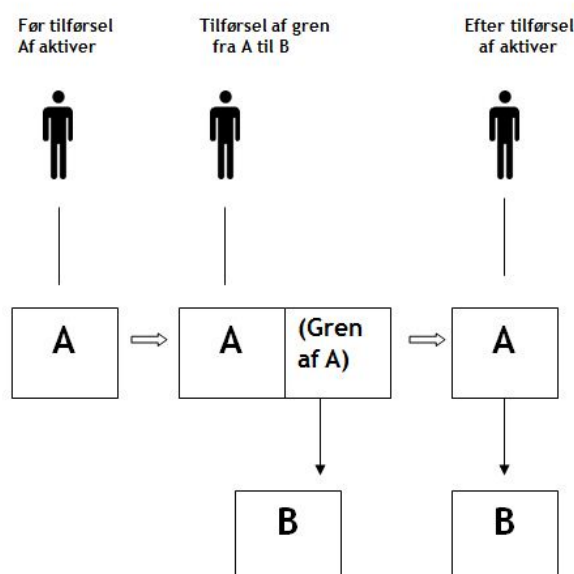 Før tilførsel
Af aktiver
Tilførsel af gren
fra A til B
Efter tilførsel
af aktiver
A
A
(Gren
af A)
A
B
B